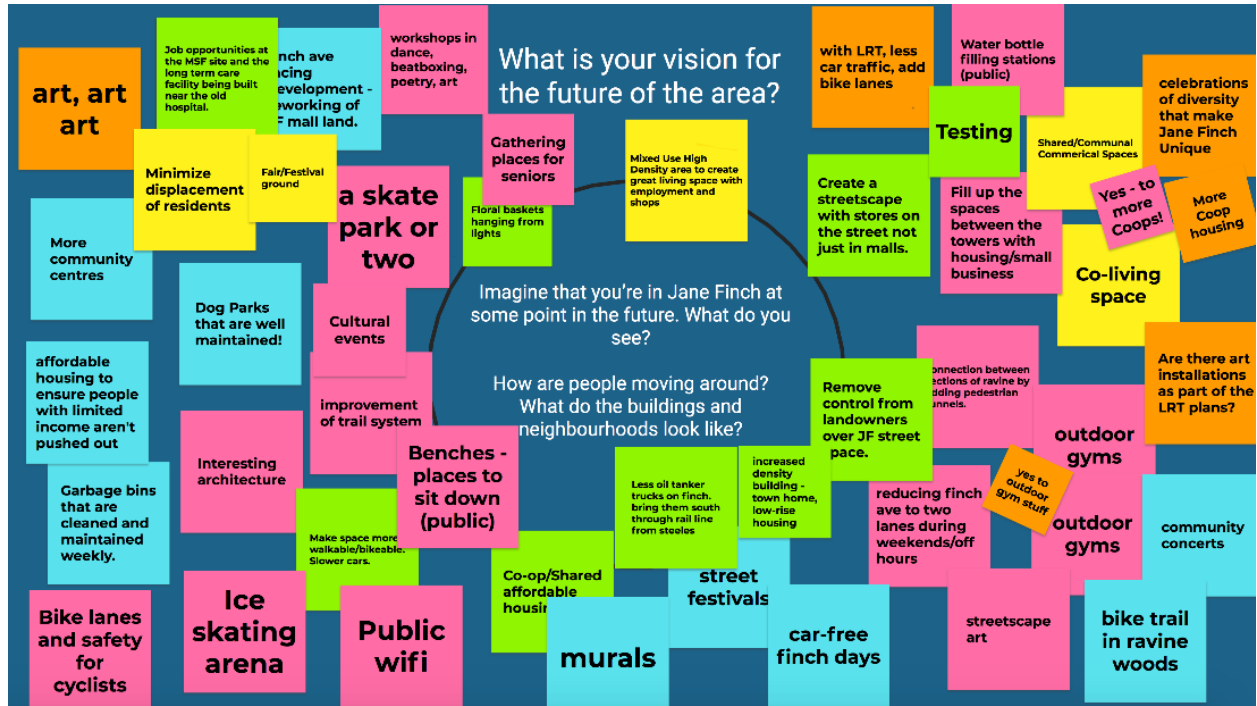 What is your vision for
the future of the area?
Imagine that you're in Jane Finch at
some point in the future. What do you
see?
How are people moving around?
What do the buildings and
neighbourhoods look like?
art, art
art
Job opportunities at
the MSF site and the
long term care
facility being built
near the old
hospital.
nch ave
cing
velopment -
working of
F mall land.
workshops in
dance,
beatboxing,
poetry, art
Minimize
displacement
of residents
Fair/Festival
ground
a skate
park or
two
Gathering
places for
seniors
Floral baskets
hanging from
lights
Mixed Use High
Density area to create
great living space with
employment and
shops
with LRT, less
car traffic, add
bike lanes
Water bottle
filling stations
(public)
Testing
Shared/Communal
Commerical Spaces
celebrations
of diversity
that make
Jane Finch
Unique
Create a
streetscape
with stores on
the street not
just in malls.
Fill up the
spaces
between the
towers with
housing/small
business
Yes - to
more
Coops!
More
Coop
housing
Co-living
space
More
community
centres
Dog Parks
that are well
maintained!
Cultural
events
affordable
housing to
ensure people
with limited
income aren't
pushed out
improvement
of trail system
Interesting
architecture
Benches -
places to
sit down
(public)
Garbage bins
that are
cleaned and
maintained
weekly.
Make space more
walkable/bikeable.
Slower cars.
Bike lanes
and safety
for
cyclists
Ice
skating
arena
Public
wifi
Co-op/Shared
affordable
housin
Less oil tanker
trucks on finch.
bring them south
through rail line
from steeles
increased
density
building -
town home,
low-rise
housing
Remove
control from
landowners
over JF street
space.
onnection between
ections of ravine by
dding pedestrian
unnels.
Are there art
installations
as part of the
LRT plans?
outdoor
gyms
yes to
outdoor
gym stuff
outdoor
gyms
reducing finch
ave to two
lanes during
weekends/off
hours
community
concerts
murals
street
festivals
car-free
finch days
streetscape
art
bike trail
in ravine
woods